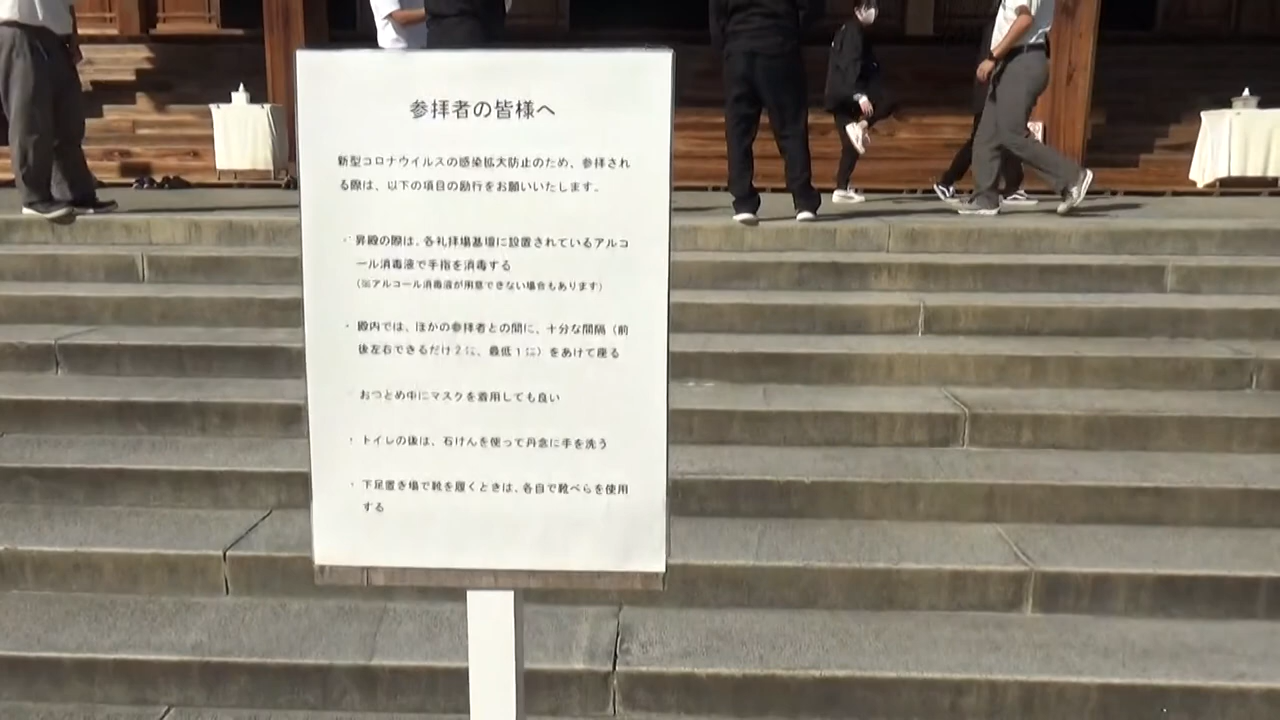 参拝者の皆様へ
新型コロナウイルスの感染拡大防止のため、参拝され
る際は、以下の項目の励行をお願いいたします。
・昇殿の際は、各礼拝場基壇に設置されているアルコ
ール消毒液で手指を消毒する
(※アルコール消毒液が用意できない場合もあります)
・殿内では、ほかの参拝者との間に、十分な間隔（前
後左右できるだけ２㍍、最低１㍍）をあけて座る
・おつとめ中にマスクを着用しても良い
・トイレの後は、石けんを使って丹念に手を洗う
・下足置き場で靴を履くときは、各自で靴べらを使用
する